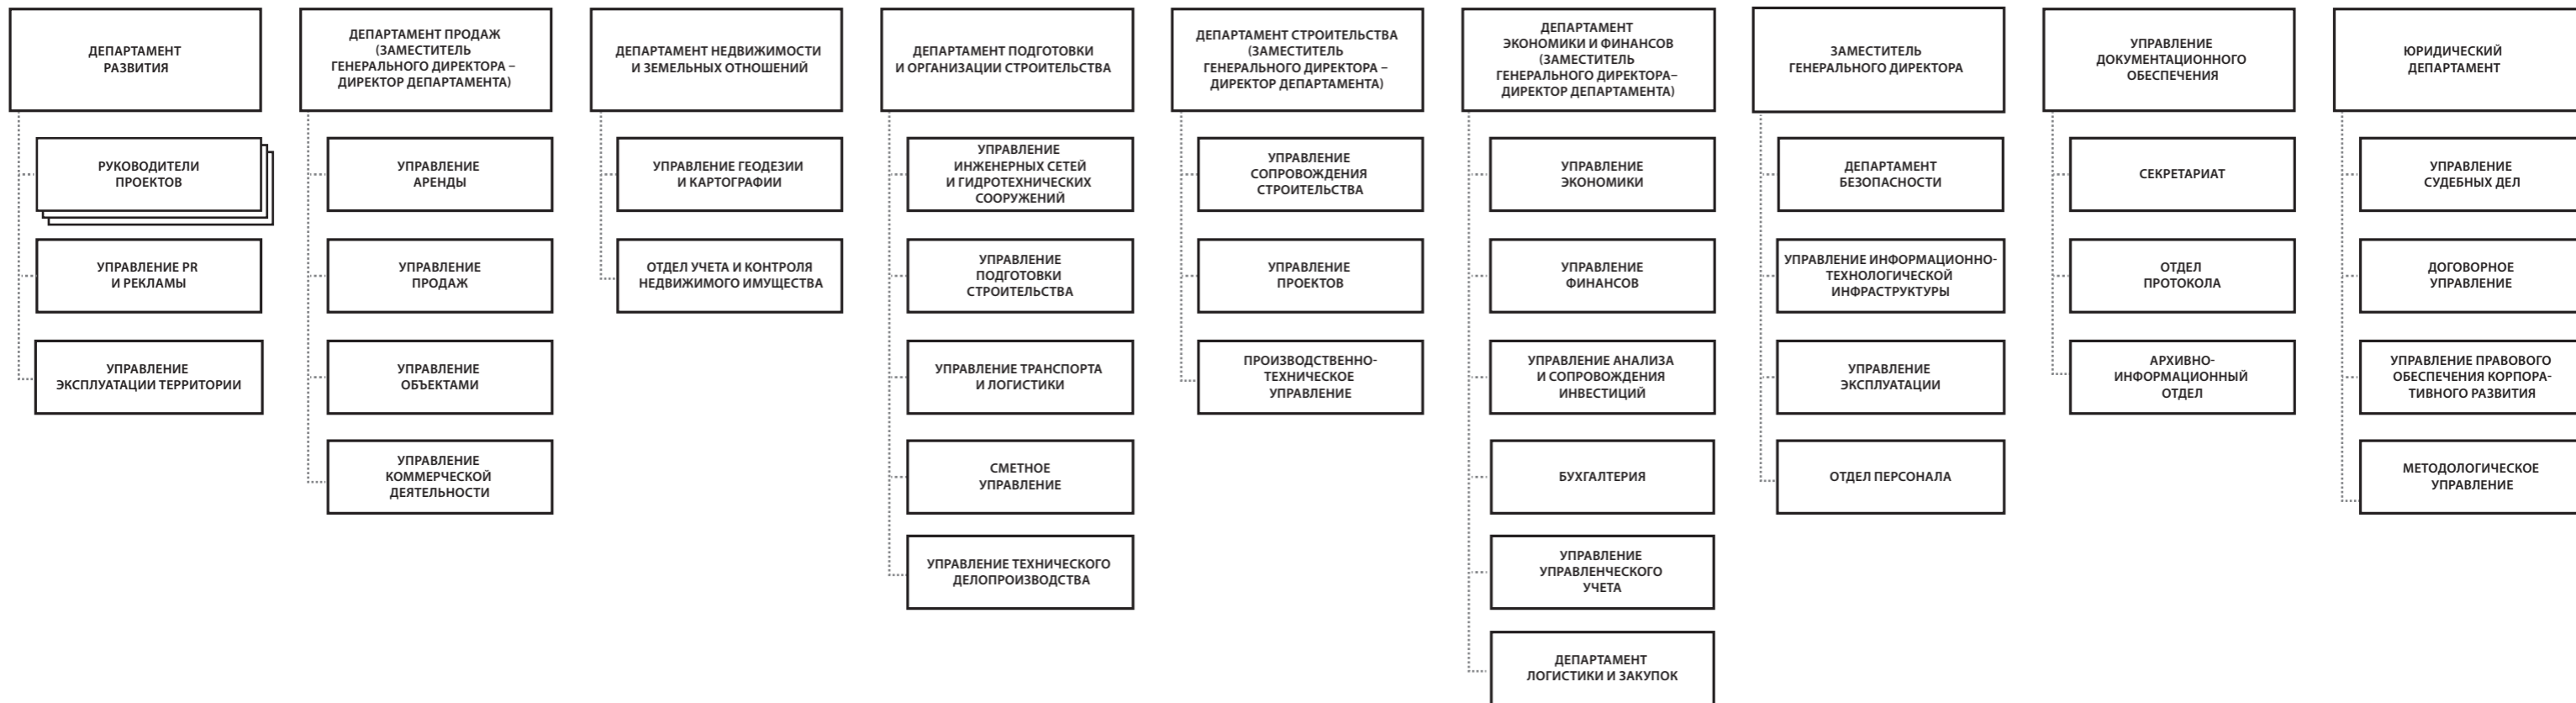 ДЕПАРТАМЕНТ
РАЗВИТИЯ
РУКОВОДИТЕЛИ
ПРОЕКТОВ
УПРАВЛЕНИЕ PR
И РЕКЛАМЫ
УПРАВЛЕНИЕ
ЭКСПЛУАТАЦИИ ТЕРРИТОРИИ
ДЕПАРТАМЕНТ ПРОДАЖ
(ЗАМЕСТИТЕЛЬ
ГЕНЕРАЛЬНОГО ДИРЕКТОРА –
ДИРЕКТОР ДЕПАРТАМЕНТА)
УПРАВЛЕНИЕ
АРЕНДЫ
УПРАВЛЕНИЕ
ПРОДАЖ
УПРАВЛЕНИЕ
ОБЪЕКТАМИ
УПРАВЛЕНИЕ
КОММЕРЧЕСКОЙ
ДЕЯТЕЛЬНОСТИ
ДЕПАРТАМЕНТ НЕДВИЖИМОСТИ
И ЗЕМЕЛЬНЫХ ОТНОШЕНИЙ
УПРАВЛЕНИЕ ГЕОДЕЗИИ
И КАРТОГРАФИИ
ОТДЕЛ УЧЕТА И КОНТРОЛЯ
НЕДВИЖИМОГО ИМУЩЕСТВА
ДЕПАРТАМЕНТ ПОДГОТОВКИ
И ОРГАНИЗАЦИИ СТРОИТЕЛЬСТВА
УПРАВЛЕНИЕ
ИНЖЕНЕРНЫХ СЕТЕЙ
И ГИДРОТЕХНИЧЕСКИХ
СООРУЖЕНИЙ
УПРАВЛЕНИЕ
ПОДГОТОВКИ
СТРОИТЕЛЬСТВА
УПРАВЛЕНИЕ ТРАНСПОРТА
И ЛОГИСТИКИ
СМЕТНОЕ
УПРАВЛЕНИЕ
УПРАВЛЕНИЕ ТЕХНИЧЕСКОГО
ДЕЛОПРОИЗВОДСТВА
ДЕПАРТАМЕНТ СТРОИТЕЛЬСТВА
(ЗАМЕСТИТЕЛЬ
ГЕНЕРАЛЬНОГО ДИРЕКТОРА –
ДИРЕКТОР ДЕПАРТАМЕНТА)
УПРАВЛЕНИЕ
СОПРОВОЖДЕНИЯ
СТРОИТЕЛЬСТВА
УПРАВЛЕНИЕ
ПРОЕКТОВ
ПРОИЗВОДСТВЕННО-
ТЕХНИЧЕСКОЕ
УПРАВЛЕНИЕ
ДЕПАРТАМЕНТ
ЭКОНОМИКИ И ФИНАНСОВ
(ЗАМЕСТИТЕЛЬ
ГЕНЕРАЛЬНОГО ДИРЕКТОРА–
ДИРЕКТОР ДЕПАРТАМЕНТА)
УПРАВЛЕНИЕ
ЭКОНОМИКИ
УПРАВЛЕНИЕ
ФИНАНСОВ
УПРАВЛЕНИЕ АНАЛИЗА
И СОПРОВОЖДЕНИЯ
ИНВЕСТИЦИЙ
БУХГАЛТЕРИЯ
УПРАВЛЕНИЕ
УПРАВЛЕНЧЕСКОГО
УЧЕТА
ДЕПАРТАМЕНТ
ЛОГИСТИКИ И ЗАКУПОК
ЗАМЕСТИТЕЛЬ
ГЕНЕРАЛЬНОГО ДИРЕКТОРА
ДЕПАРТАМЕНТ
БЕЗОПАСНОСТИ
УПРАВЛЕНИЕ ИНФОРМАЦИОННО-
ТЕХНОЛОГИЧЕСКОЙ
ИНФРАСТРУКТУРЫ
УПРАВЛЕНИЕ
ЭКСПЛУАТАЦИИ
ОТДЕЛ ПЕРСОНАЛА
УПРАВЛЕНИЕ
ДОКУМЕНТАЦИОННОГО
ОБЕСПЕЧЕНИЯ
СЕКРЕТАРИАТ
ОТДЕЛ
ПРОТОКОЛА
АРХИВНО-
ИНФОРМАЦИОННЫЙ
ОТДЕЛ
ЮРИДИЧЕСКИЙ
ДЕПАРТАМЕНТ
УПРАВЛЕНИЕ
СУДЕБНЫХ ДЕЛ
ДОГОВОРНОЕ
УПРАВЛЕНИЕ
УПРАВЛЕНИЕ ПРАВОВОГО
ОБЕСПЕЧЕНИЯ КОРПОРА-
ТИВНОГО РАЗВИТИЯ
МЕТОДОЛОГИЧЕСКОЕ
УПРАВЛЕНИЕ